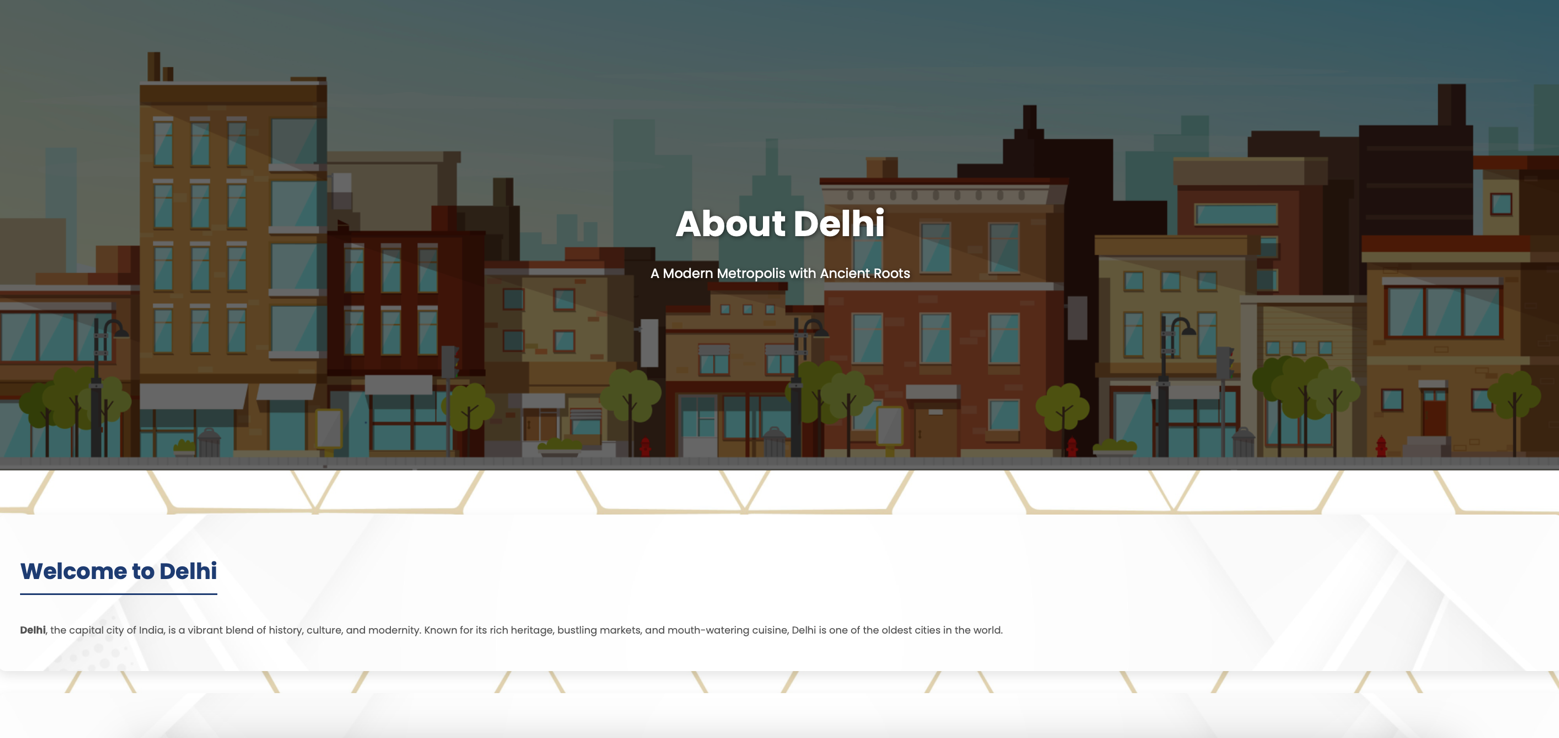 About Delhi
A Modern Metropolis with Ancient Roots
Welcome to Delhi
Delhi, the capital city of India, is a vibrant blend of history, culture, and modernity. Known for its rich heritage, bustling markets, and mouth-watering cuisine, Delhi is one of the oldest cities in the world.